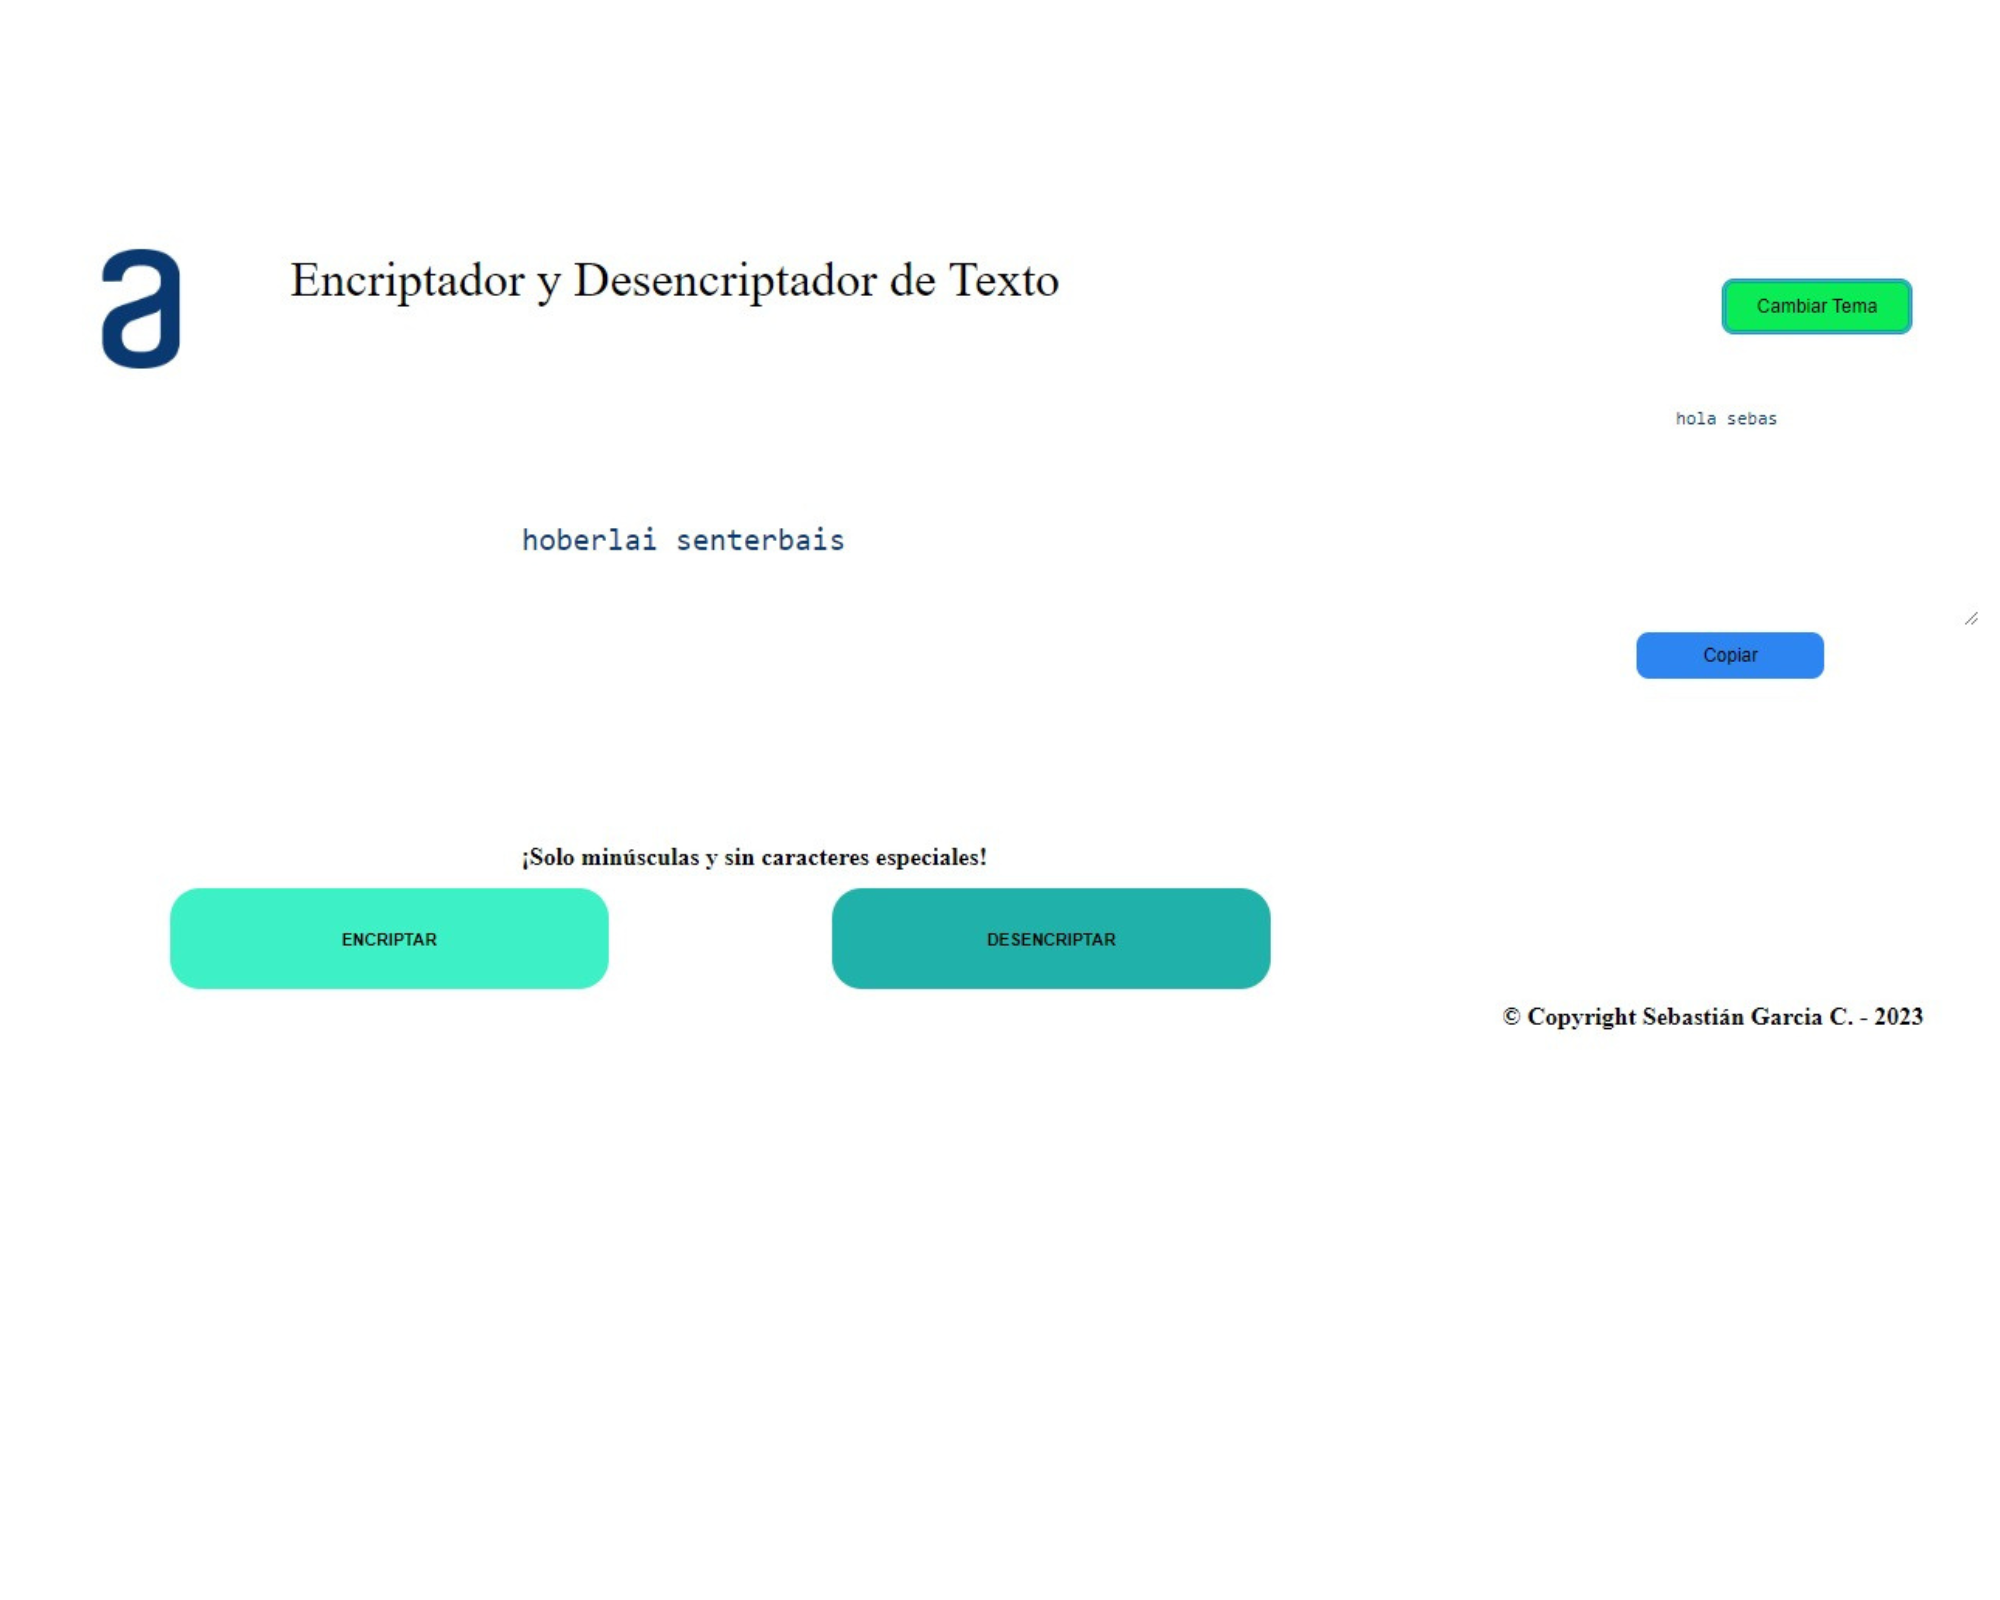 a
Encriptador y Desencriptador de Texto
Cambiar Tema
hola sebas
hoberlai senterbais
Copiar
¡Solo minúsculas y sin caracteres especiales!
ENCRIPTAR
DESENCRIPTAR
© Copyright Sebastián Garcia C. - 2023